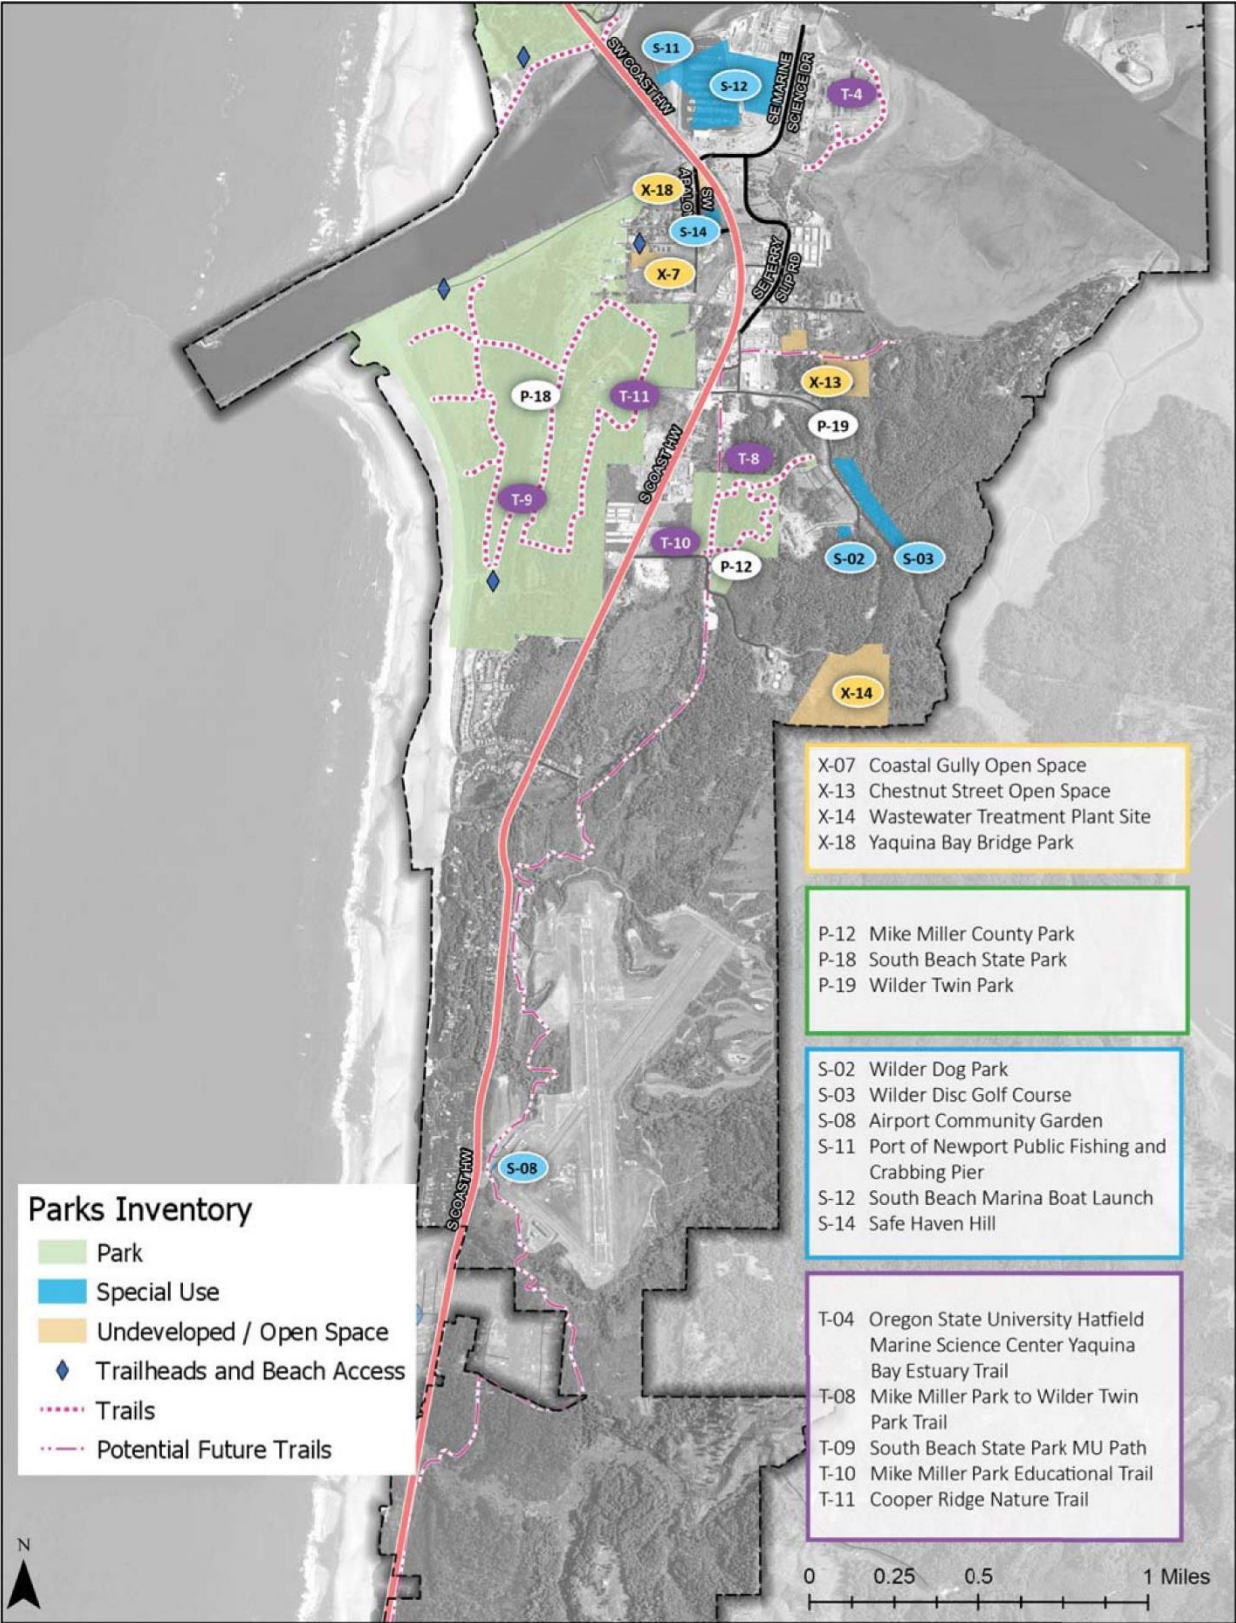 SW COAST HW
S-11
S-12
SE MARINE
SCIENCE DR
T-4
X-18
SW
S-14
X-7
SE FERRY
SLIP RD
X-13
P-18
T-11
P-19
S COAST HW
T-8
T-9
T-10
P-12
S-02
S-03
X-14
X-07 Coastal Gully Open Space
X-13 Chestnut Street Open Space
X-14 Wastewater Treatment Plant Site
X-18 Yaquina Bay Bridge Park
P-12 Mike Miller County Park
P-18 South Beach State Park
P-19 Wilder Twin Park
S-02 Wilder Dog Park
S-03 Wilder Disc Golf Course
S-08 Airport Community Garden
S-11 Port of Newport Public Fishing and
Crabbing Pier
S-12 South Beach Marina Boat Launch
S-14 Safe Haven Hill
S-08
S COAST HW
Parks Inventory
Park
Special Use
Undeveloped / Open Space
Trailheads and Beach Access
Trails
Potential Future Trails
T-04 Oregon State University Hatfield
Marine Science Center Yaquina
Bay Estuary Trail
T-08 Mike Miller Park to Wilder Twin
Park Trail
T-09 South Beach State Park MU Path
T-10 Mike Miller Park Educational Trail
T-11 Cooper Ridge Nature Trail
N
0 0.25 0.5 1 Miles